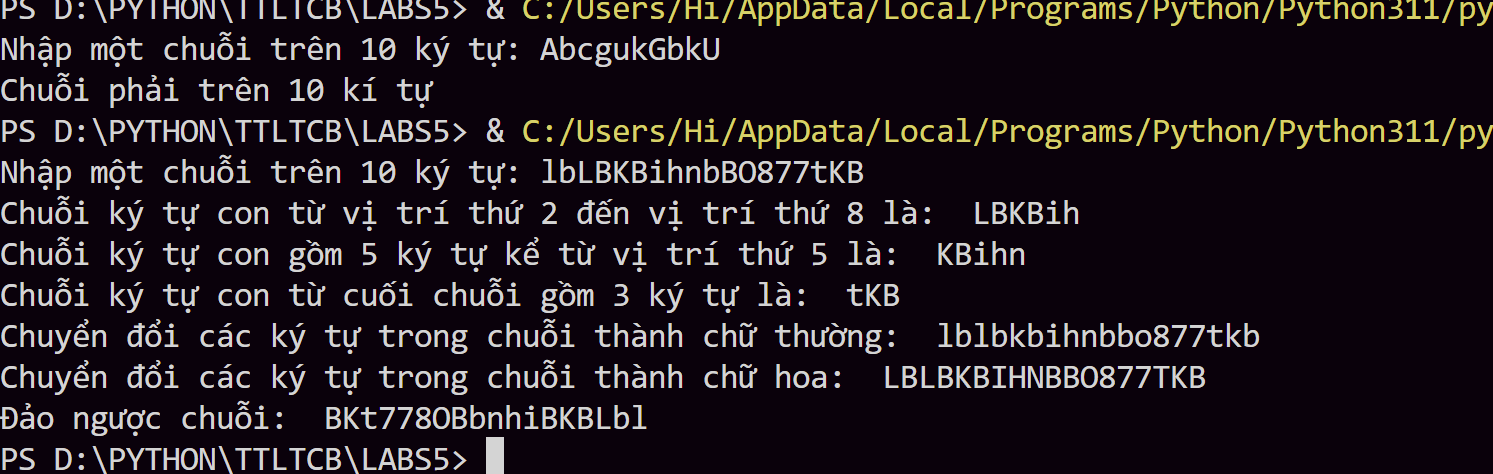 PS D:\PYTHON\TTLTCB\LABS5> & C:/Users/Hi/AppData/Local/Programs/Python/Python311/py
Nhập một chuỗi trên 10 ký tự: AbcgukGbkU
Chuỗi phải trên 10 kí tự
PS D:\PYTHON\TTLTCB\LABS5> & C:/Users/Hi/AppData/Local/Programs/Python/Python311/py
Nhập một chuỗi trên 10 ký tự: lbLBKBihnbBO877tKB
Chuỗi ký tự con từ vị trí thứ 2 đến vị trí thứ 8 là:  LBKBih
Chuỗi ký tự con gồm 5 ký tự kể từ vị trí thứ 5 là:  KBihn
Chuỗi ký tự con từ cuối chuỗi gồm 3 ký tự là:  tKB
Chuyển đổi các ký tự trong chuỗi thành chữ thường:  lblbkbihnbbo877tkb
Chuyển đổi các ký tự trong chuỗi thành chữ hoa:  LBLBKBIHNBBO877TKB
Đảo ngược chuỗi:  BKt778OBbnhiBKBLbl
PS D:\PYTHON\TTLTCB\LABS5>